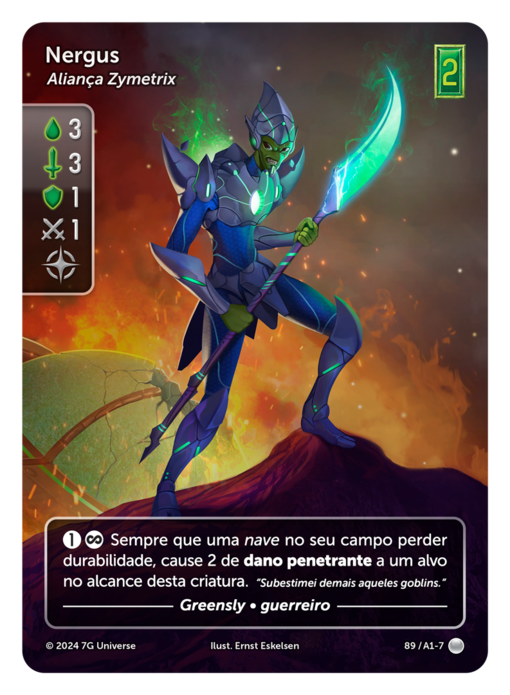 Nergus
Aliança Zymetrix
2
3
3
1
1
1 ∞ Sempre que uma nave no seu campo perder
durabilidade, cause 2 de dano penetrante a um alvo
no alcance desta criatura. “Subestimei demais aqueles goblins.”
Greensly • guerreiro
© 2024 7G Universe
Ilust. Ernst Eskelsen
89 / A1-7